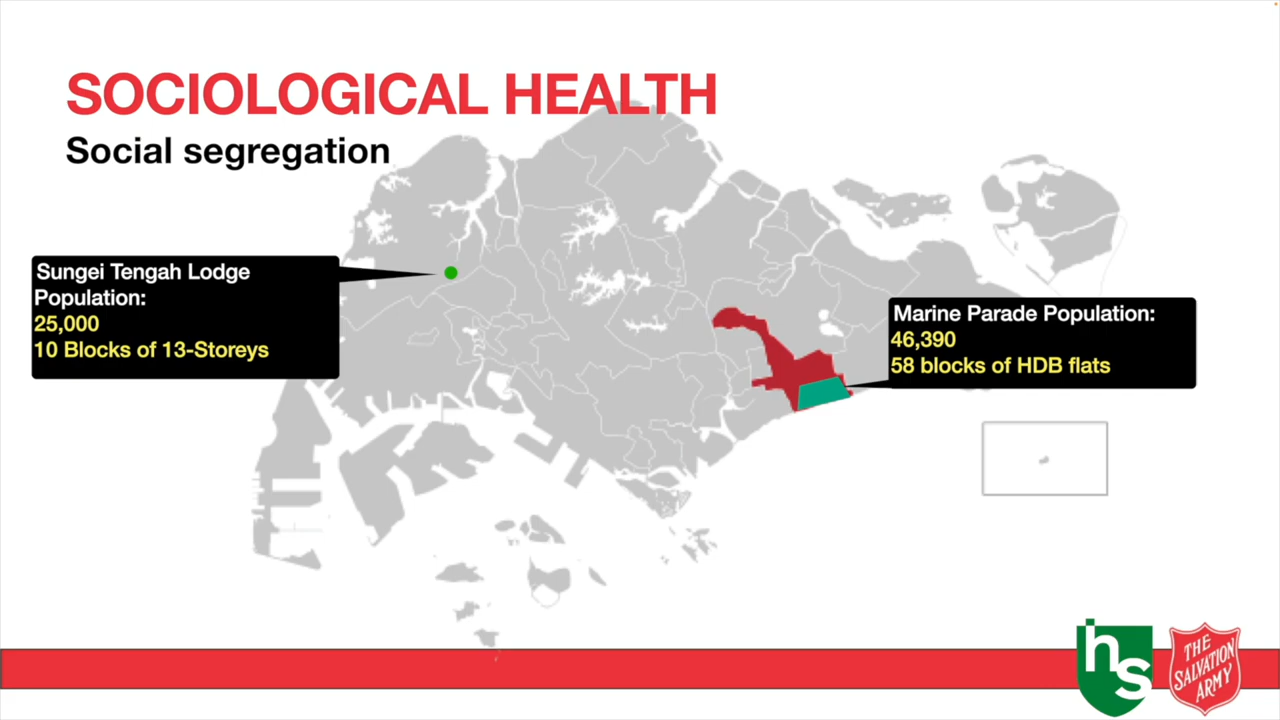 SOCIOLOGICAL HEALTH
Social segregation
Sungei Tengah Lodge
Population:
25,000
10 Blocks of 13-Storeys
Marine Parade Population:
46,390
58 blocks of HDB flats
hs
THE
SALVATION
ARMY